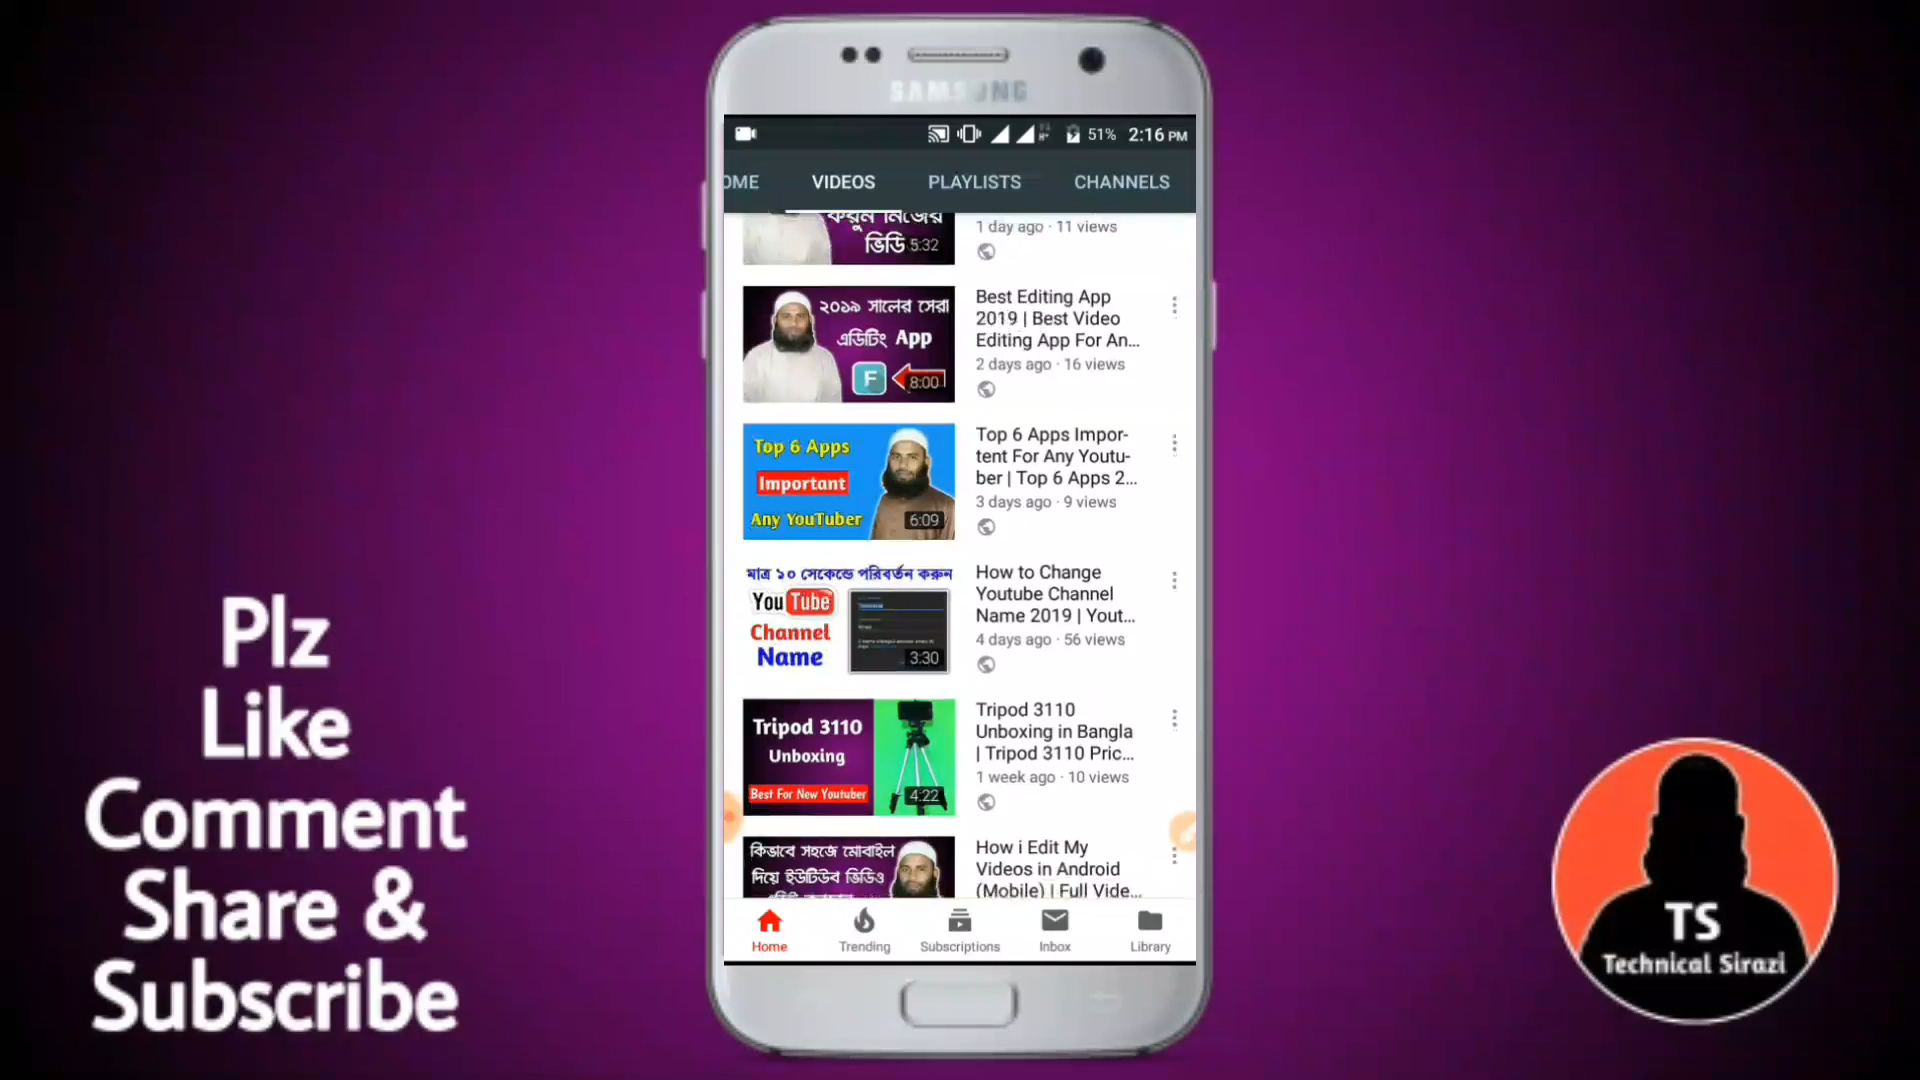 SAMSUNG
51% 2:16 PM
OME VIDEOS PLAYLISTS CHANNELS
করুন নিজের
ভিডি 5:32
1 day ago · 11 views
২০১৯ সালের সেরা
এডিটিং App
F 8:00
Best Editing App
2019 | Best Video
Editing App For An...
2 days ago · 16 views
Top 6 Apps
Important
Any YouTuber
6:09
Top 6 Apps Impor-
tent For Any Youtu-
ber | Top 6 Apps 2...
3 days ago · 9 views
মাত্র ১০ সেকেন্ডে পরিবর্তন করুন
YouTube
Channel
Name
3:30
How to Change
Youtube Channel
Name 2019 | Yout...
4 days ago · 56 views
Tripod 3110
Unboxing
Best For New Youtuber
4:22
Tripod 3110
Unboxing in Bangla
| Tripod 3110 Pric...
1 week ago · 10 views
কিভাবে সহজে মোবাইল
দিয়ে ইউটিউব ভিডিও
How i Edit My
Videos in Android
(Mobile) | Full Vide...
Home Trending Subscriptions Inbox Library
Plz
Like
Comment
Share &
Subscribe
TS
Technical Sirazi